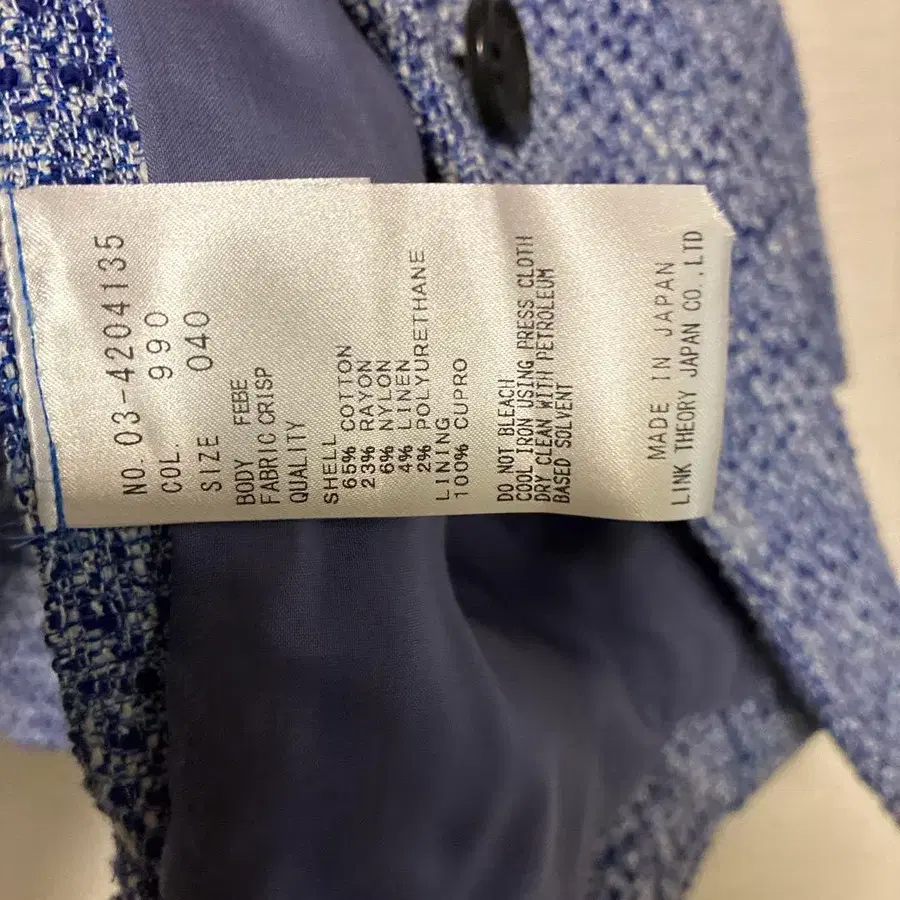 NO. 03-4204135
COL. 990
SIZE 040
BODY FEBE
FABRIC CRISP
QUALITY
SHELL
65% COTTON
23% RAYON
6% NYLON
4% LINEN
2% POLYURETHANE
LINING
100% CUPRO
DO NOT BLEACH
COOL IRON USING PRESS CLOTH
DRY CLEAN WITH PETROLEUM
BASED SOLVENT
MADE IN JAPAN
LINK THEORY JAPAN CO.,LTD